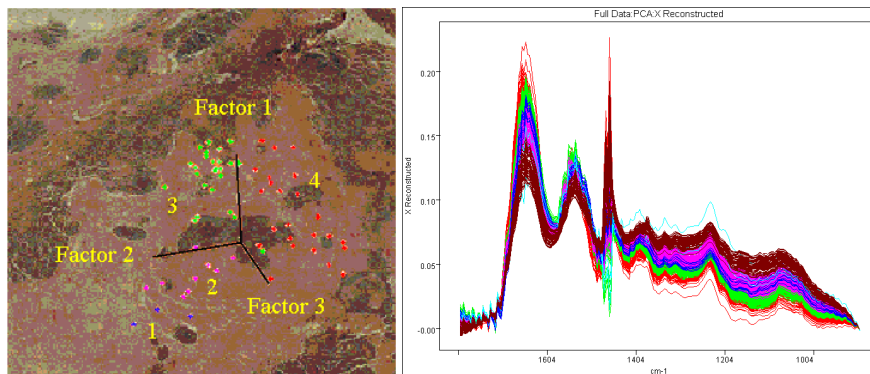 Factor 1
4
3
Factor 2
2
Factor 3
1
Full Data:PCA:X Reconstructed
X Reconstructed
0.20
0.15
0.10
0.05
-0.00
1604
1404
1204
1004
cm-1